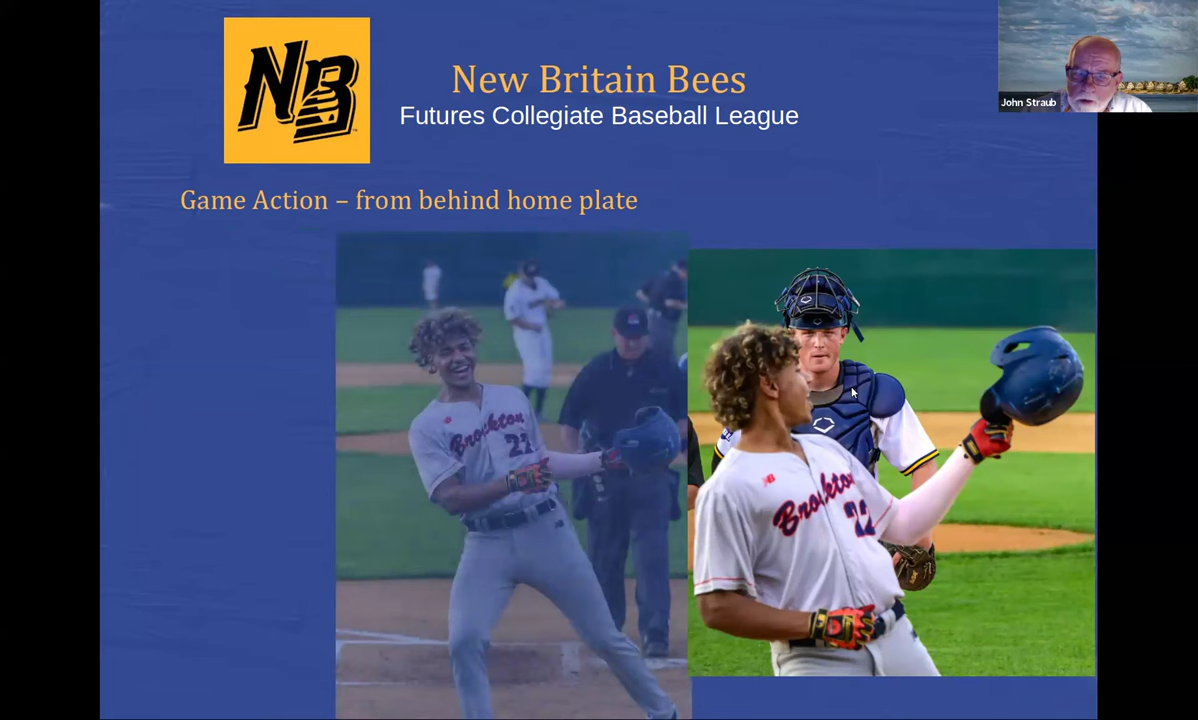 NB
New Britain Bees
Futures Collegiate Baseball League
John Straub
Game Action – from behind home plate
Brockton
22
Brockton
22